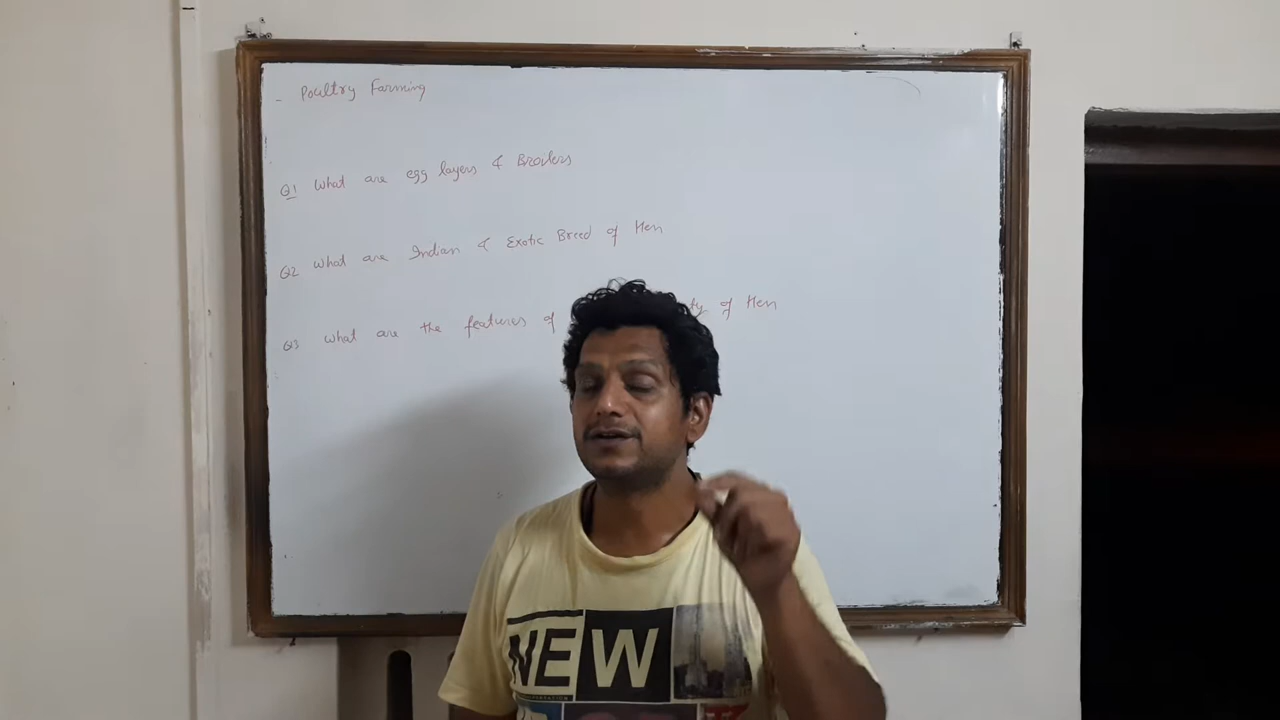 - Poultry Farming
Q1 What are egg layers & Broilers
Q2 What are Indian & Exotic Breed of Hen
Q3 What are the features of ty of Hen
NEW